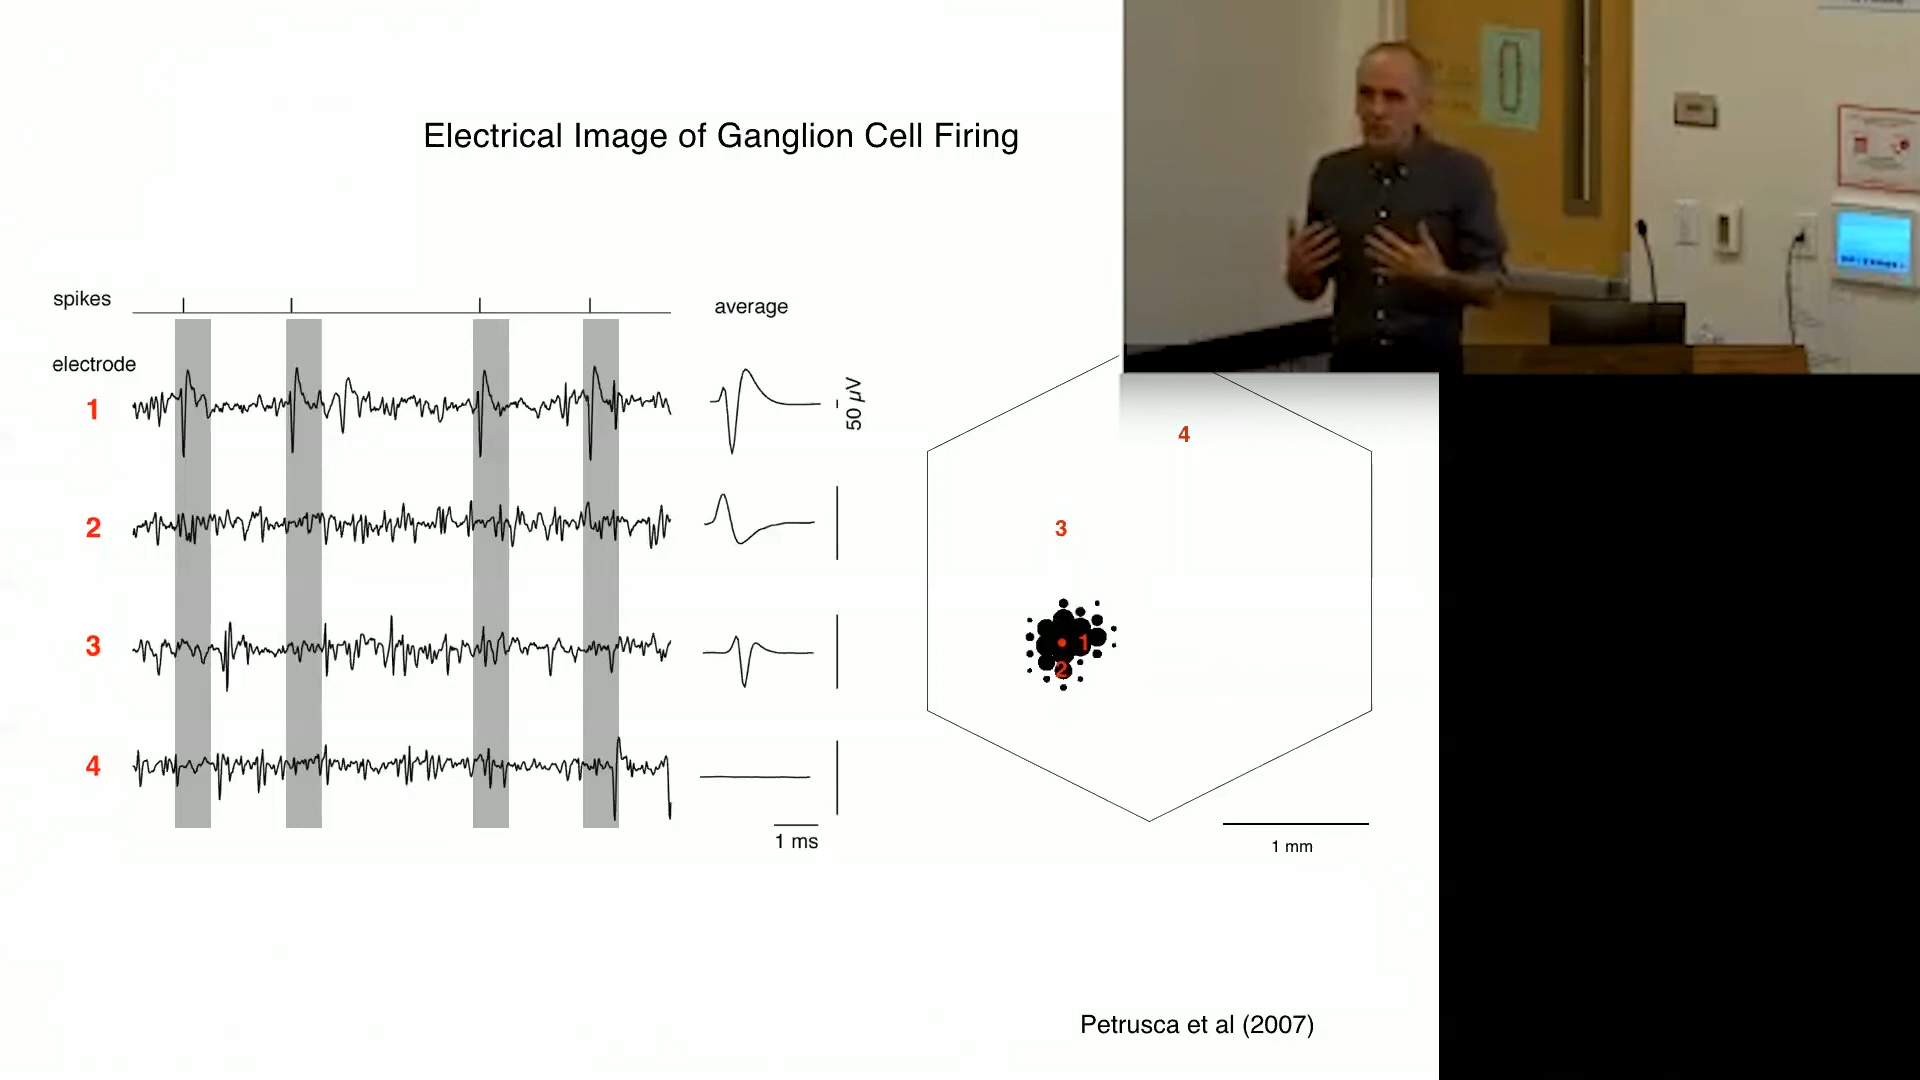 Electrical Image of Ganglion Cell Firing
spikes
average
electrode
1
50 µV
2
3
4
1 ms
4
3
1
2
1 mm
Petrusca et al (2007)